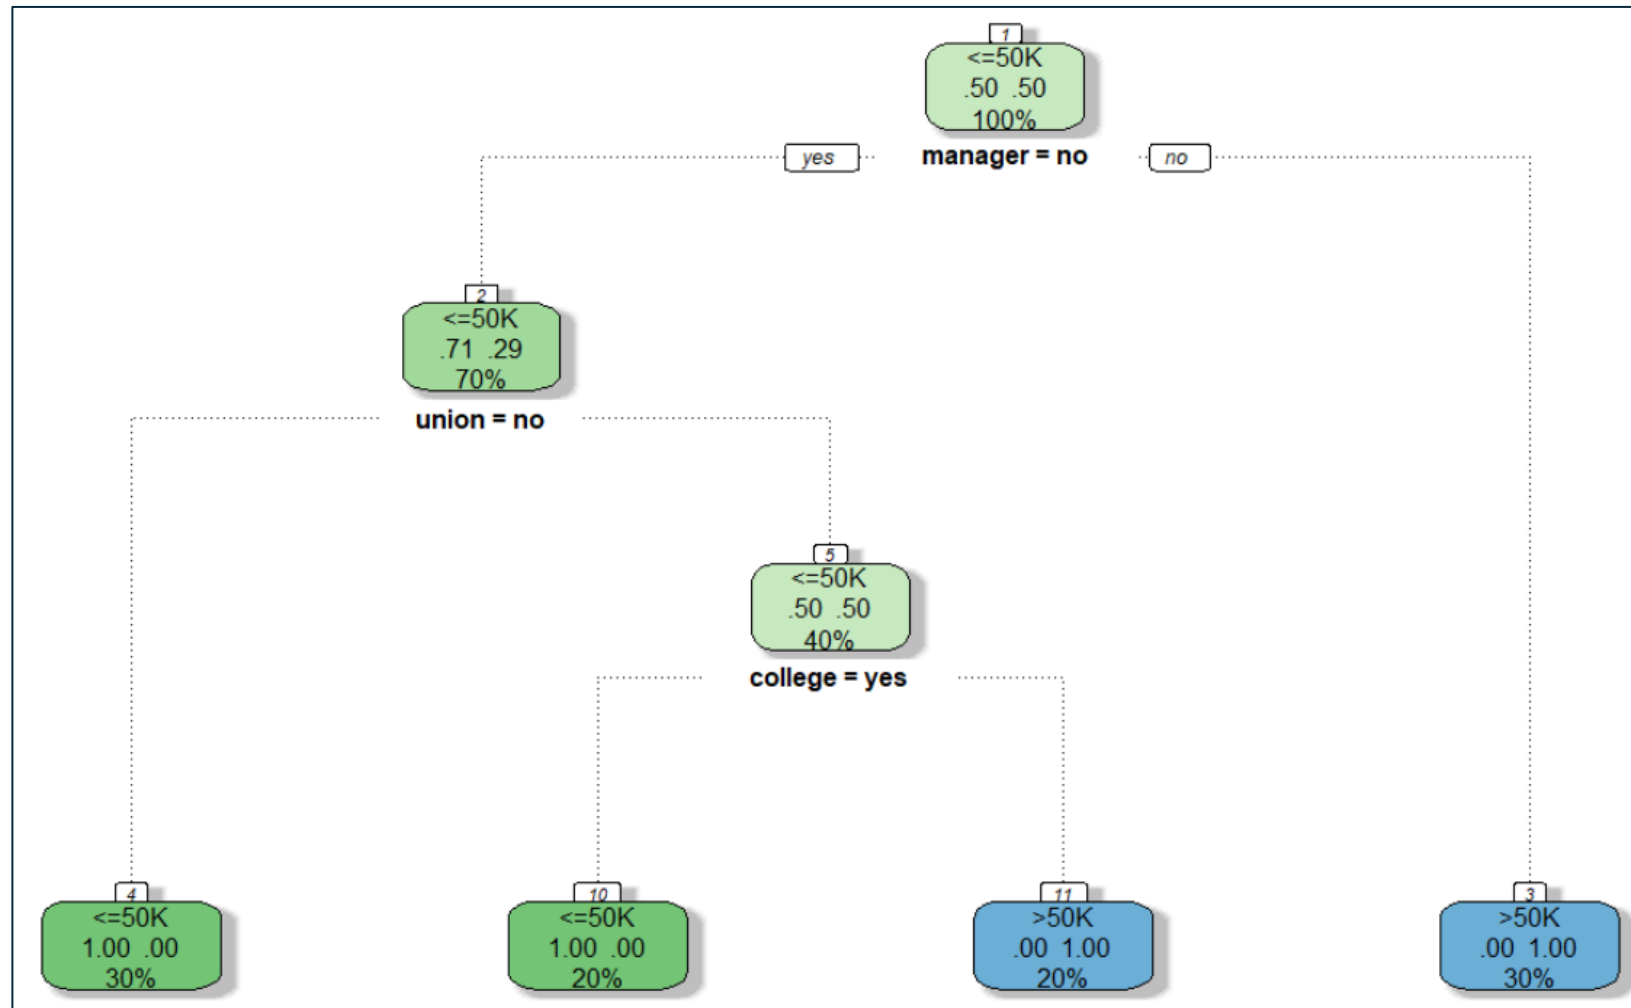 1
<=50K
.50 .50
100%
yes
manager = no
no
2
<=50K
.71 .29
70%
union = no
5
<=50K
.50 .50
40%
college = yes
4
<=50K
1.00 .00
30%
10
<=50K
1.00 .00
20%
11
>50K
.00 1.00
20%
3
>50K
.00 1.00
30%